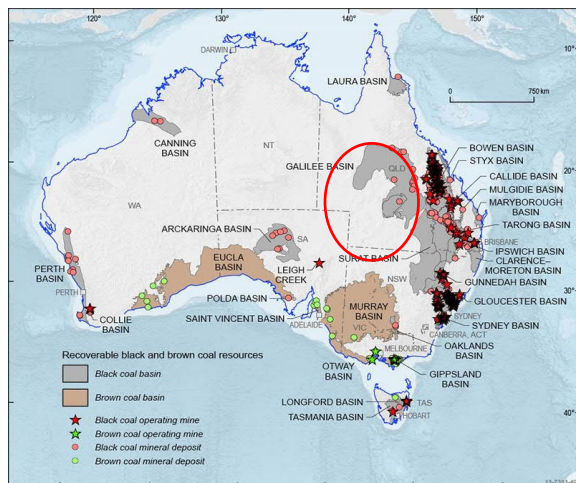 120°
130°
140°
150°
DARWIN
LAURA BASIN
0
750 km
CANNING
BASIN
NT
GALILEE BASIN
QLD
BOWEN BASIN
STYX BASIN
CALLIDE BASIN
MULGIDIE BASIN
MARYBOROUGH
BASIN
TARONG BASIN
20°
WA
ARCKARINGA BASIN
SA
EUCLA
BASIN
LEIGH
CREEK
SURAT BASIN
BRISBANE
IPSWICH BASIN
CLARENCE–
MORETON BASIN
GUNNEDAH BASIN
NSW
30°
PERTH
BASIN
PERTH
COLLIE
BASIN
POLDA BASIN
SAINT VINCENT BASIN
ADELAIDE
MURRAY
BASIN
VIC
GLOUCESTER BASIN
SYDNEY
SYDNEY BASIN
CANBERRA, ACT
OAKLANDS
BASIN
MELBOURNE
OTWAY
BASIN
GIPPSLAND
BASIN
LONGFORD BASIN
TAS
TASMANIA BASIN
HOBART
40°
Recoverable black and brown coal resources
Black coal basin
Brown coal basin
Black coal operating mine
Brown coal operating mine
Black coal mineral deposit
Brown coal mineral deposit